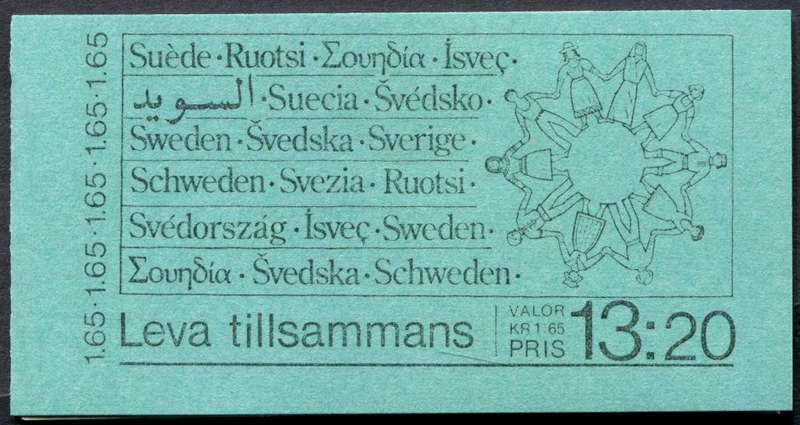 1.65·1.65·1.65·1.65·1.65
Suède·Ruotsi·Σουηδία·İsveç·
السويد·Suecia·Švédsko·
Sweden·Švedska·Sverige·
Schweden·Svezia·Ruotsi·
Svédország·İsveç·Sweden·
Σουηδία·Švedska·Schweden·
Leva tillsammans
VALÖR
KR 1.65
PRIS
13:20